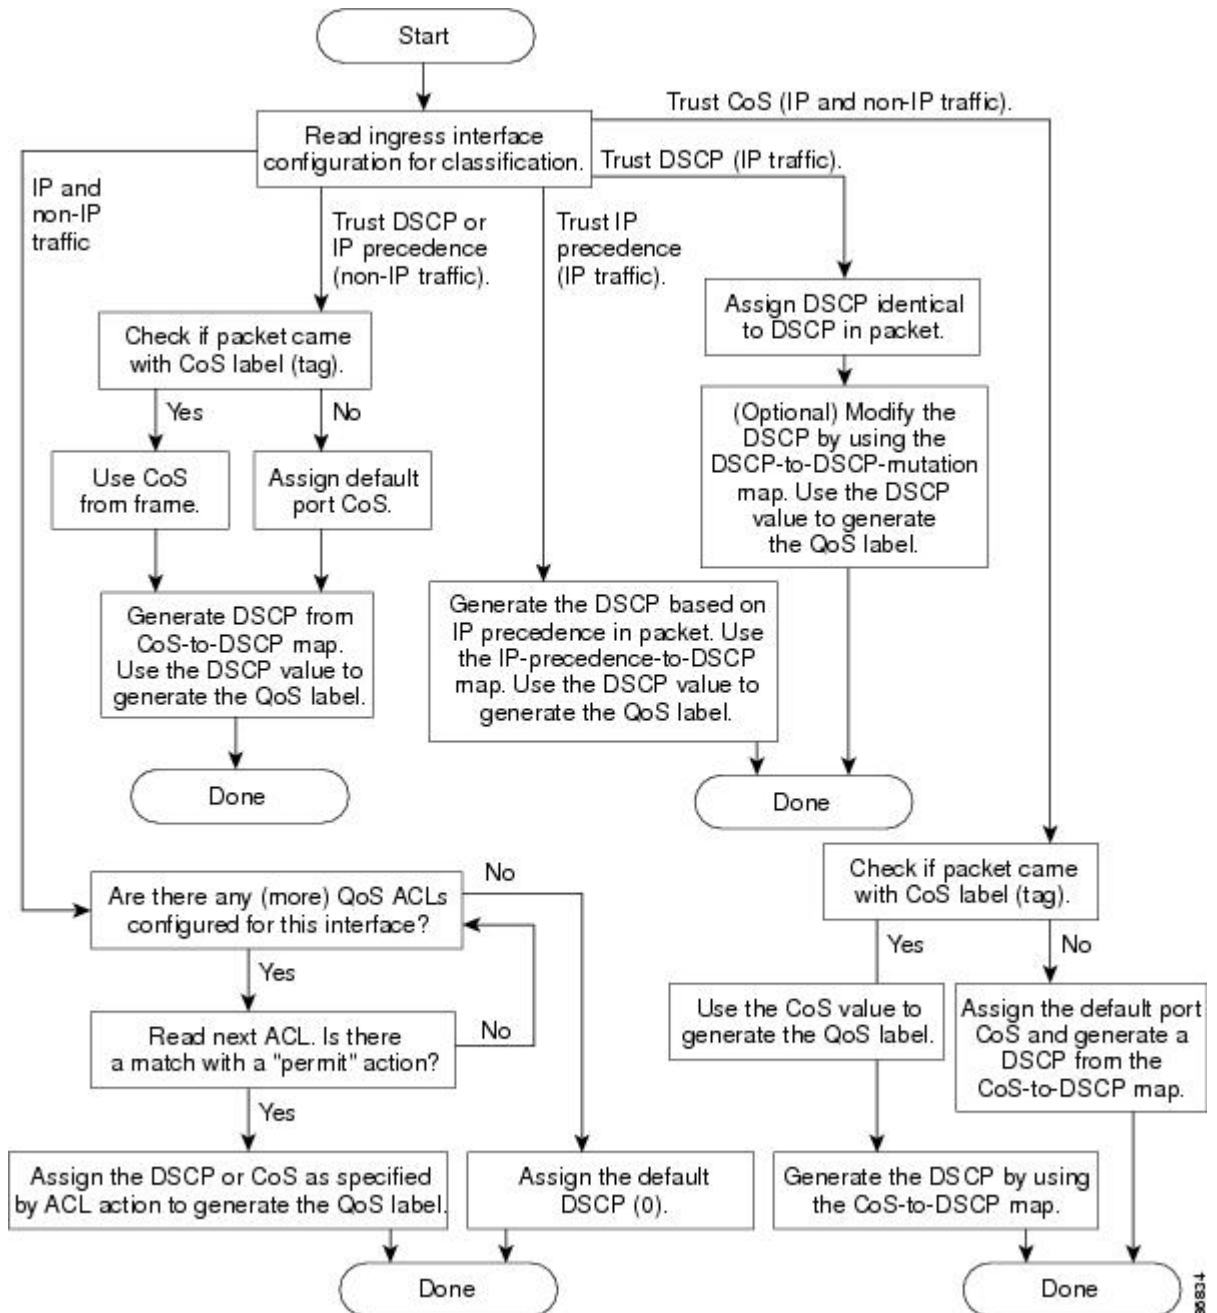 Start
Trust CoS (IP and non-IP traffic).
Read ingress interface
configuration for classification.
Trust DSCP (IP traffic).
IP and
non-IP
traffic
Trust DSCP or
IP precedence
(non-IP traffic).
Trust IP
precedence
(IP traffic).
Assign DSCP identical
to DSCP in packet.
Check if packet came
with CoS label (tag).
Yes
No
(Optional) Modify the
DSCP by using the
DSCP-to-DSCP-mutation
map. Use the DSCP
value to generate
the QoS label.
Use CoS
from frame.
Assign default
port CoS.
Generate DSCP from
CoS-to-DSCP map.
Use the DSCP value to
generate the QoS label.
Generate the DSCP based on
IP precedence in packet. Use
the IP-precedence-to-DSCP
map. Use the DSCP value to
generate the QoS label.
Done
Done
Are there any (more) QoS ACLs
configured for this interface?
No
Check if packet came
with CoS label (tag).
Yes
Yes
No
Read next ACL. Is there
a match with a "permit" action?
No
Use the CoS value to
generate the QoS label.
Assign the default port
CoS and generate a
DSCP from the
CoS-to-DSCP map.
Yes
Assign the DSCP or CoS as specified
by ACL action to generate the QoS label.
Assign the default
DSCP (0).
Generate the DSCP by using
the CoS-to-DSCP map.
Done
Done
86834